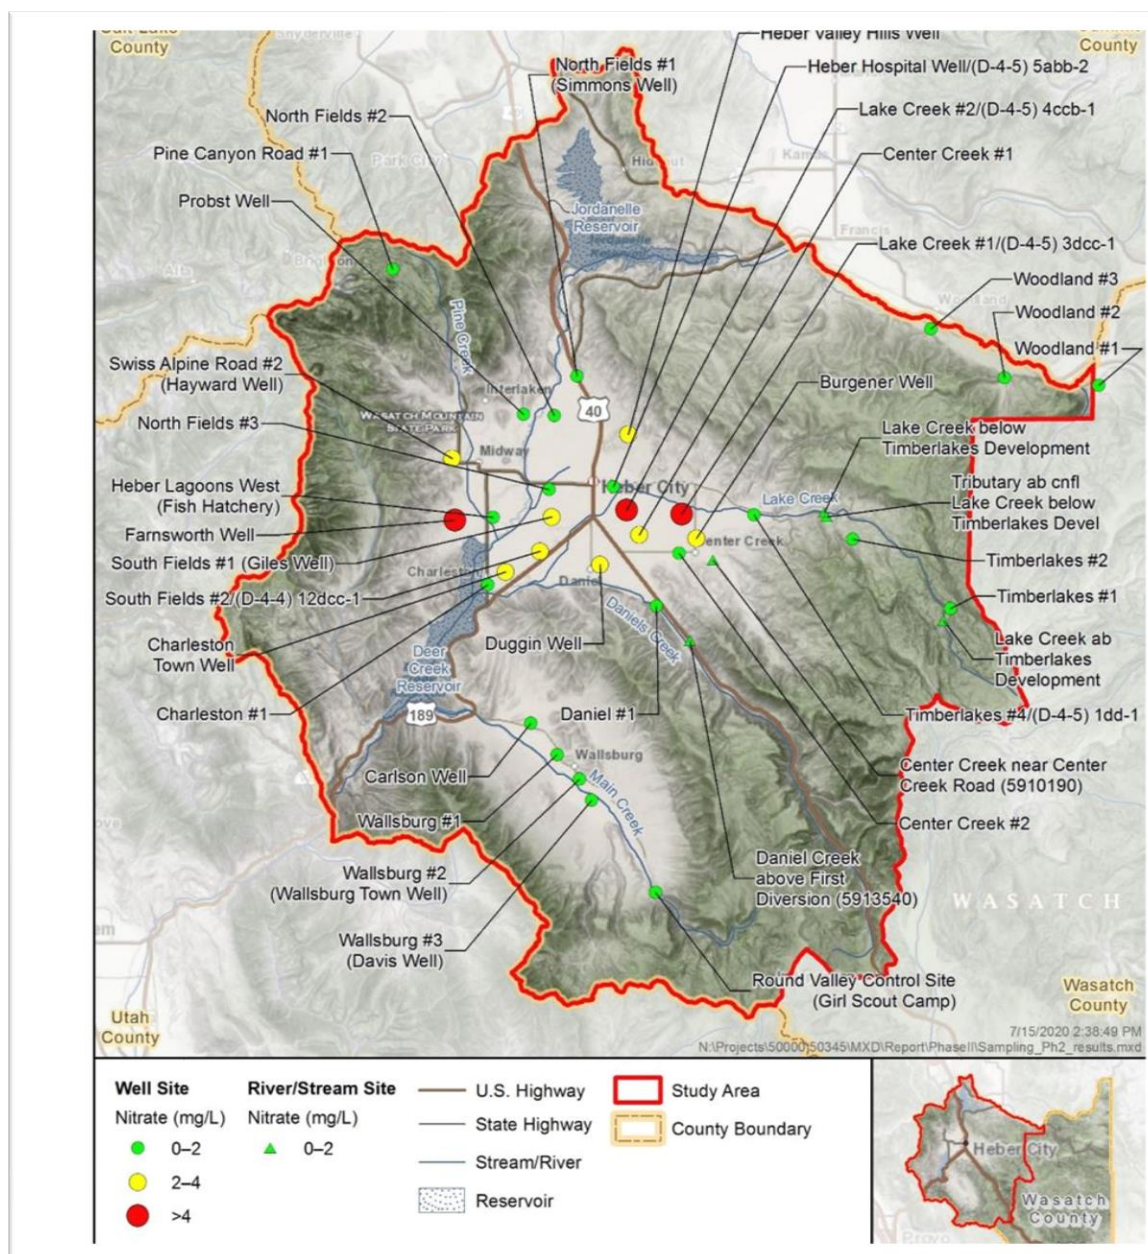 County
County
Heber Valley Hills Well
North Fields #1
(Simmons Well)
Heber Hospital Well/(D-4-5) 5abb-2
North Fields #2
Lake Creek #2/(D-4-5) 4ccb-1
Pine Canyon Road #1
Park City
Hideout
Kamas
Center Creek #1
Probst Well
Jordanelle
Reservoir
Francis
Lake Creek #1/(D-4-5) 3dcc-1
Alta
Brighton
Woodland #3
Woodland
Woodland #2
Pine Creek
Woodland #1
Swiss Alpine Road #2
(Hayward Well)
Interlaken
Burgener Well
40
WASATCH MOUNTAIN
STATE PARK
North Fields #3
Lake Creek below
Timberlakes Development
Midway
Heber Lagoons West
(Fish Hatchery)
Heber City
Lake Creek
Tributary ab cnfl
Lake Creek below
Timberlakes Devel
Farnsworth Well
Center Creek
South Fields #1 (Giles Well)
Timberlakes #2
Charleston
Daniel
South Fields #2/(D-4-4) 12dcc-1
Timberlakes #1
Daniels Creek
Charleston
Town Well
Duggin Well
Lake Creek ab
Timberlakes
Development
Deer
Creek
Reservoir
Charleston #1
189
Daniel #1
Timberlakes #4/(D-4-5) 1dd-1
Carlson Well
Wallsburg
Center Creek near Center
Creek Road (5910190)
Main Creek
Wallsburg #1
Center Creek #2
Wallsburg #2
(Wallsburg Town Well)
Daniel Creek
above First
Diversion (5913540)
WASATCH
Wallsburg #3
(Davis Well)
Round Valley Control Site
(Girl Scout Camp)
Wasatch
County
Utah
County
7/15/2020 2:38:49 PM
N:\Projects\50000\50345\MXD\Report\PhaseII\Sampling_Ph2_results.mxd
Well Site
Nitrate (mg/L)
0–2
2–4
>4
River/Stream Site
Nitrate (mg/L)
0–2
U.S. Highway
State Highway
Stream/River
Reservoir
Study Area
County Boundary
Heber City
Wasatch
County
Provo